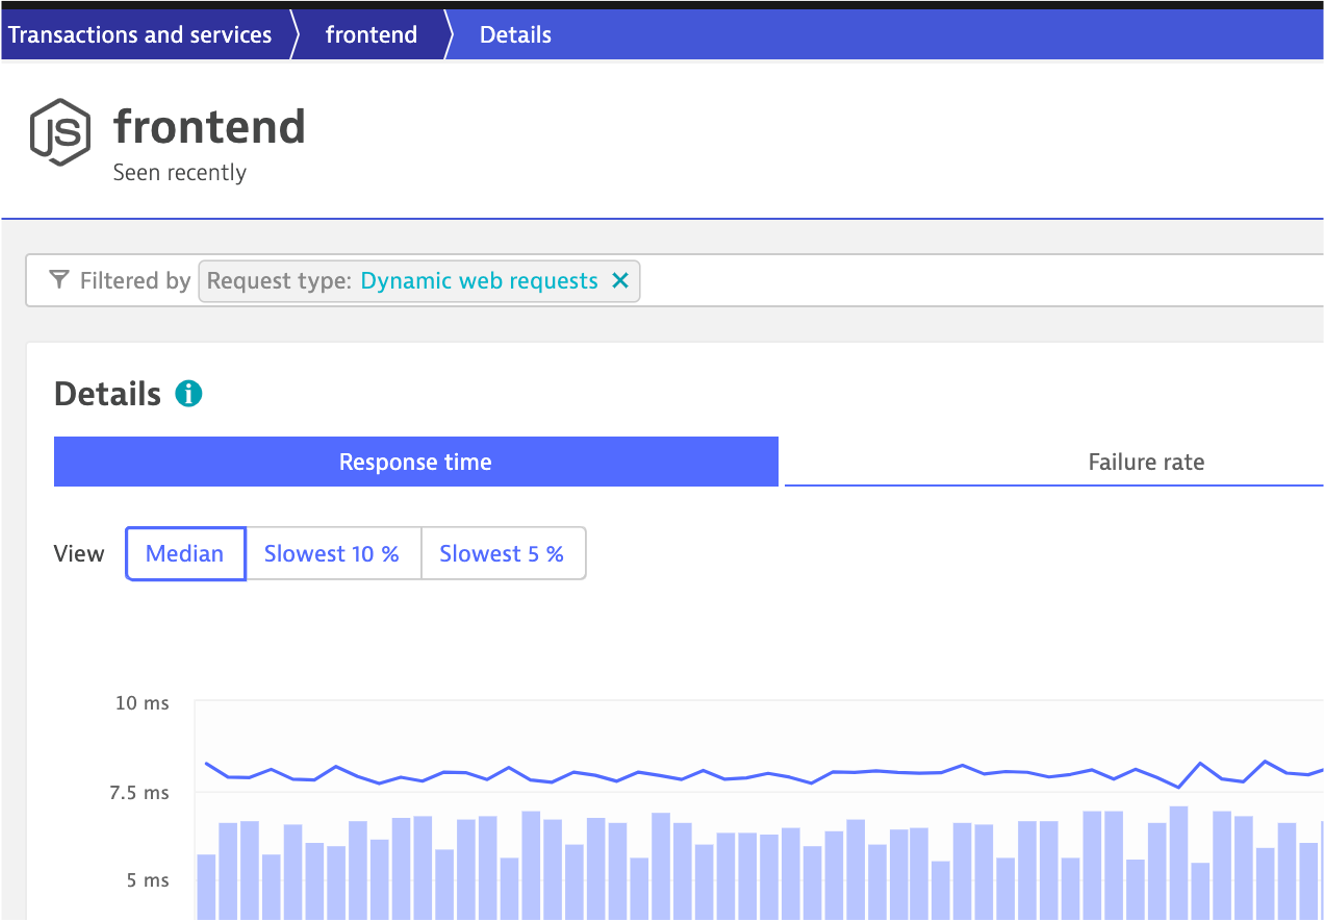 Transactions and services frontend Details
JS frontend
Seen recently
Filtered by Request type: Dynamic web requests
Details i
Response time Failure rate
View Median Slowest 10 % Slowest 5 %
10 ms
7.5 ms
5 ms